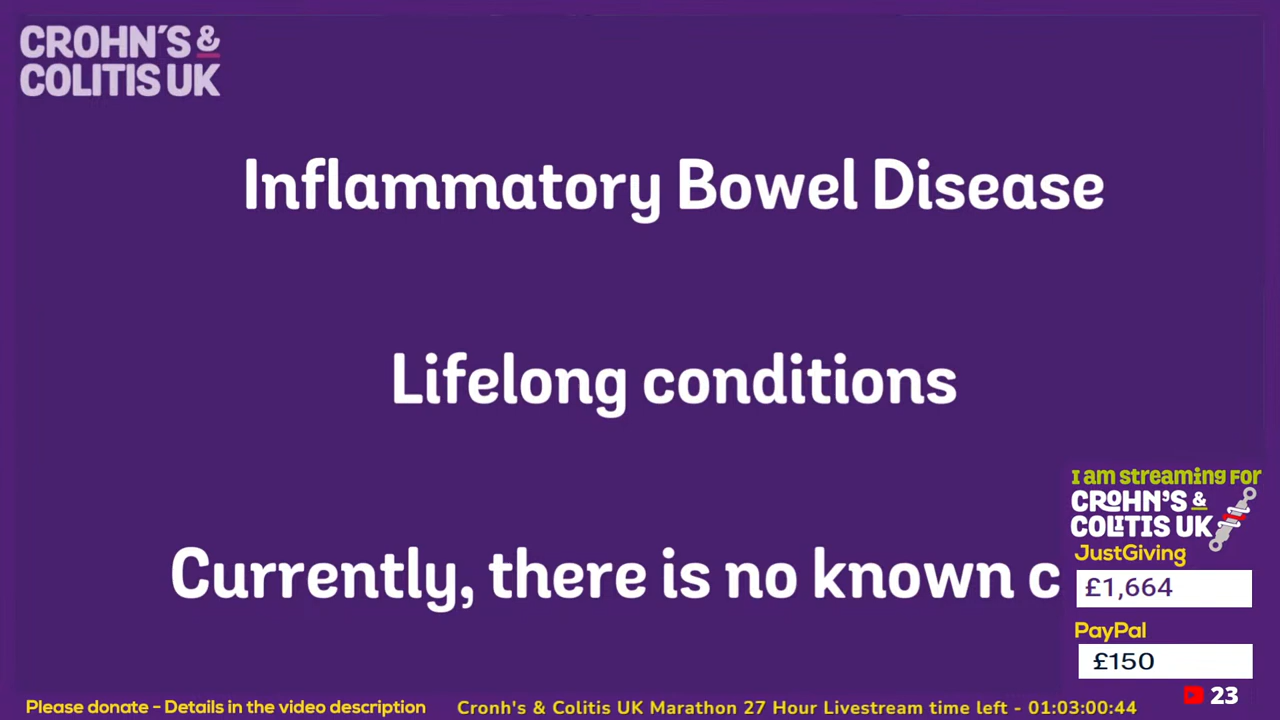 CROHN'S &
COLITIS UK
Inflammatory Bowel Disease
Lifelong conditions
Currently, there is no known c
I am streaming for
CROHN'S &
COLITIS UK
JustGiving
£1,664
PayPal
£150
23
Please donate - Details in the video description
Cronh's & Colitis UK Marathon 27 Hour Livestream time left - 01:03:00:44